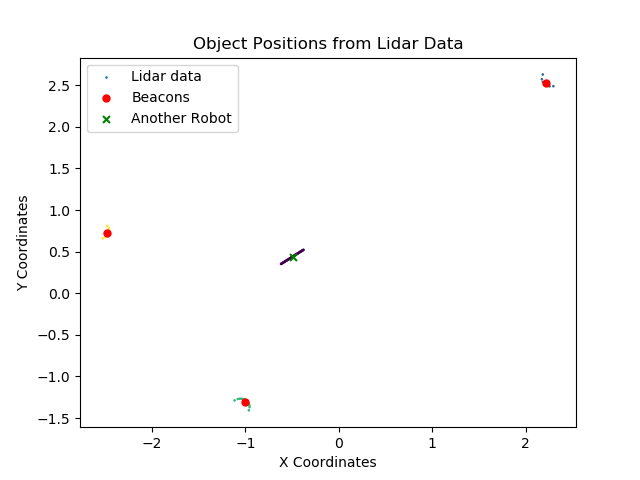 Object Positions from Lidar Data
Lidar data
Beacons
Another Robot
2.5
2.0
1.5
1.0
0.5
0.0
−0.5
−1.0
−1.5
Y Coordinates
−2
−1
0
1
2
X Coordinates